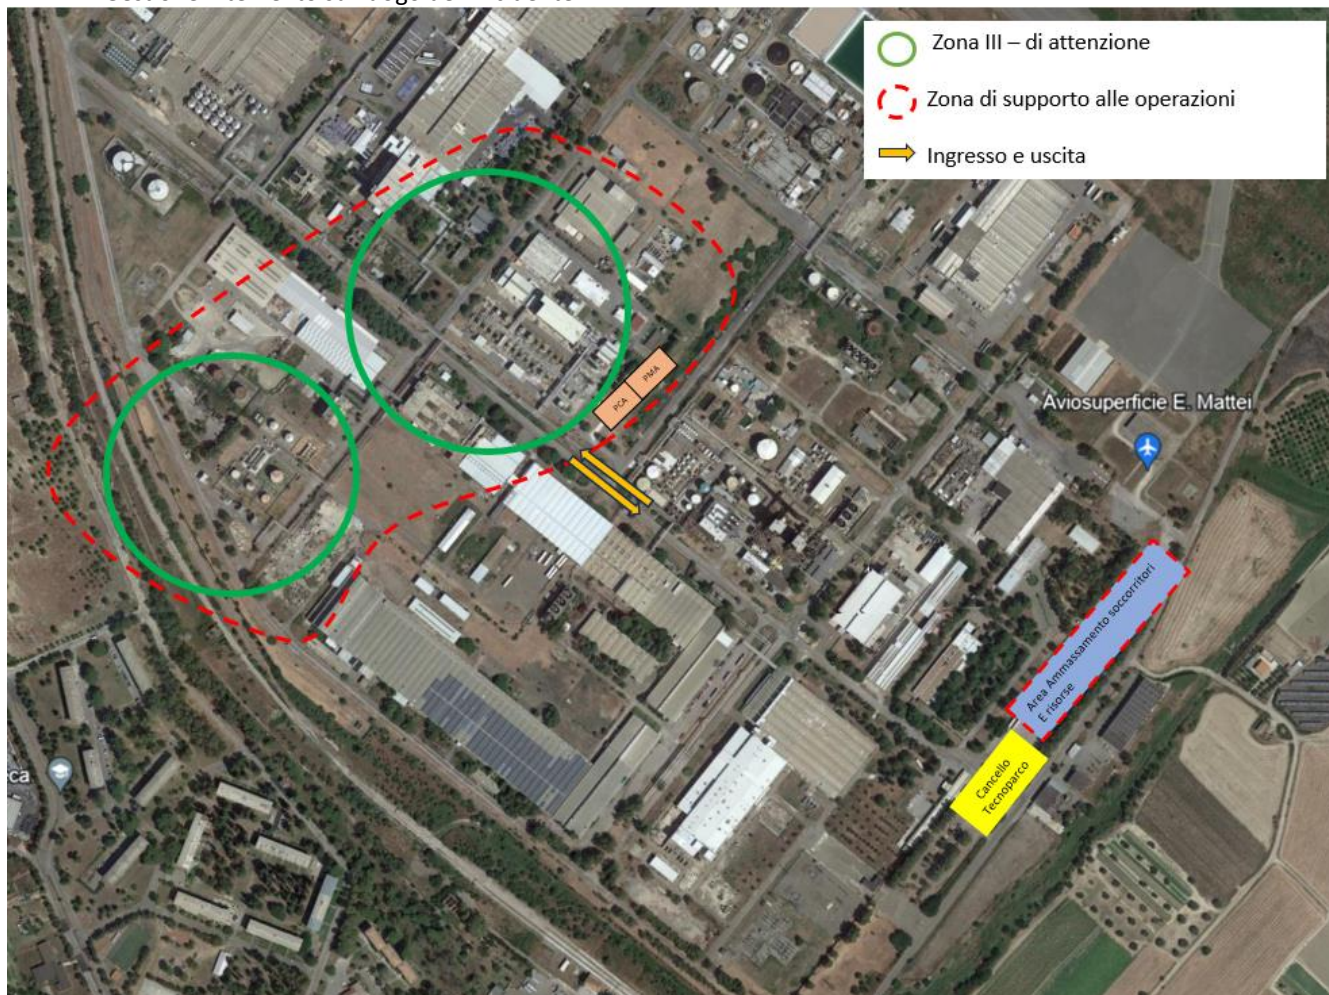 Zona III – di attenzione
Zona di supporto alle operazioni
Ingresso e uscita
Aviosuperficie E. Mattei
PMA
PCA
Area Ammassamento soccorritori
E risorse
Cancello
Tecnoparco
ca